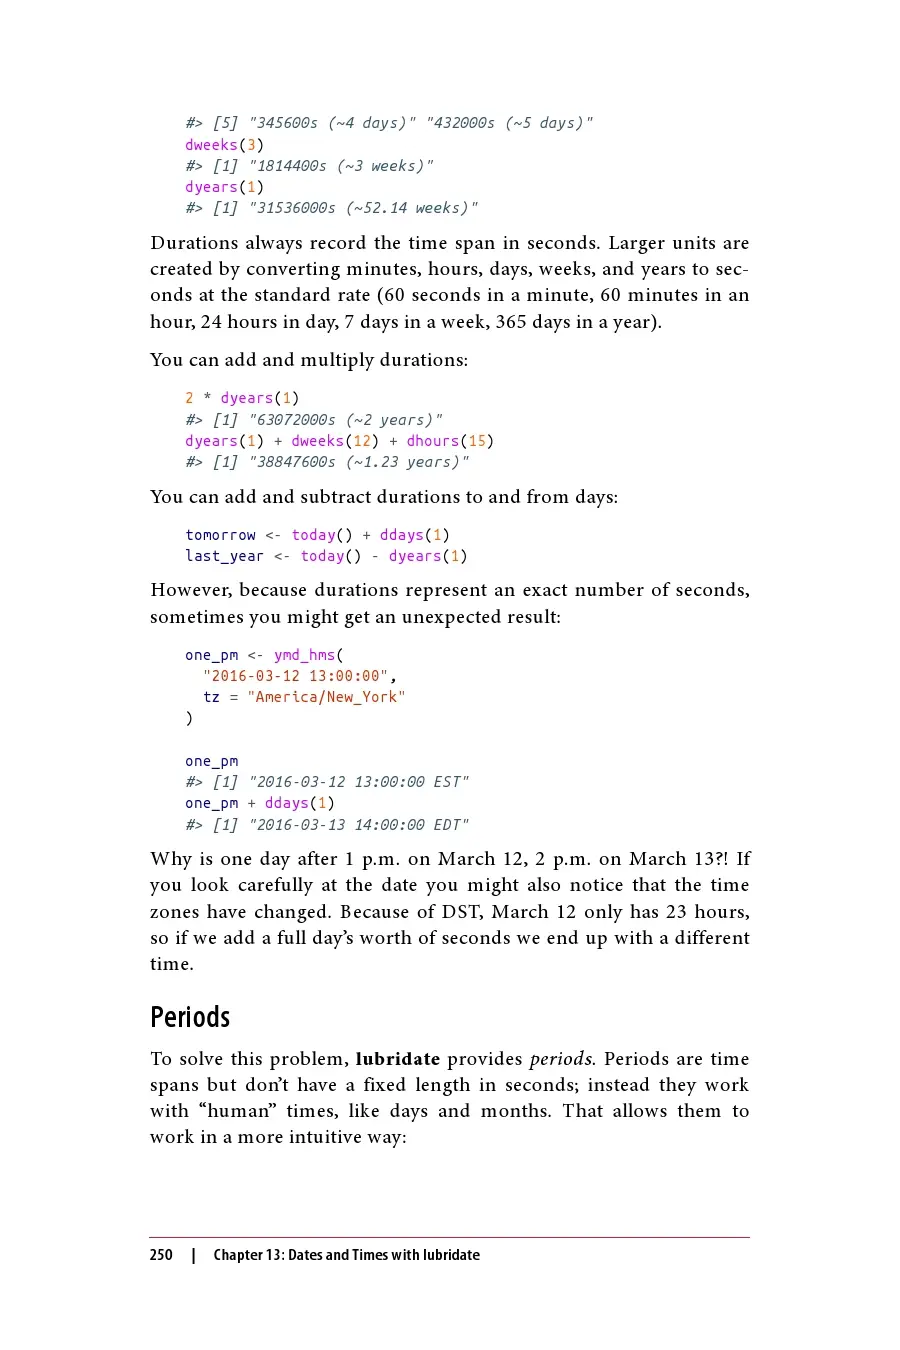 #> [5] "345600s (~4 days)" "432000s (~5 days)"
dweeks(3)
#> [1] "1814400s (~3 weeks)"
dyears(1)
#> [1] "31536000s (~52.14 weeks)"
Durations always record the time span in seconds. Larger units are
created by converting minutes, hours, days, weeks, and years to sec-
onds at the standard rate (60 seconds in a minute, 60 minutes in an
hour, 24 hours in day, 7 days in a week, 365 days in a year).
You can add and multiply durations:
2 * dyears(1)
#> [1] "63072000s (~2 years)"
dyears(1) + dweeks(12) + dhours(15)
#> [1] "38847600s (~1.23 years)"
You can add and subtract durations to and from days:
tomorrow <- today() + ddays(1)
last_year <- today() - dyears(1)
However, because durations represent an exact number of seconds,
sometimes you might get an unexpected result:
one_pm <- ymd_hms(
"2016-03-12 13:00:00",
tz = "America/New_York"
)
one_pm
#> [1] "2016-03-12 13:00:00 EST"
one_pm + ddays(1)
#> [1] "2016-03-13 14:00:00 EDT"
Why is one day after 1 p.m. on March 12, 2 p.m. on March 13?! If
you look carefully at the date you might also notice that the time
zones have changed. Because of DST, March 12 only has 23 hours,
so if we add a full day’s worth of seconds we end up with a different
time.
Periods
To solve this problem, lubridate provides periods. Periods are time
spans but don’t have a fixed length in seconds; instead they work
with “human” times, like days and months. That allows them to
work in a more intuitive way:
250 | Chapter 13: Dates and Times with lubridate